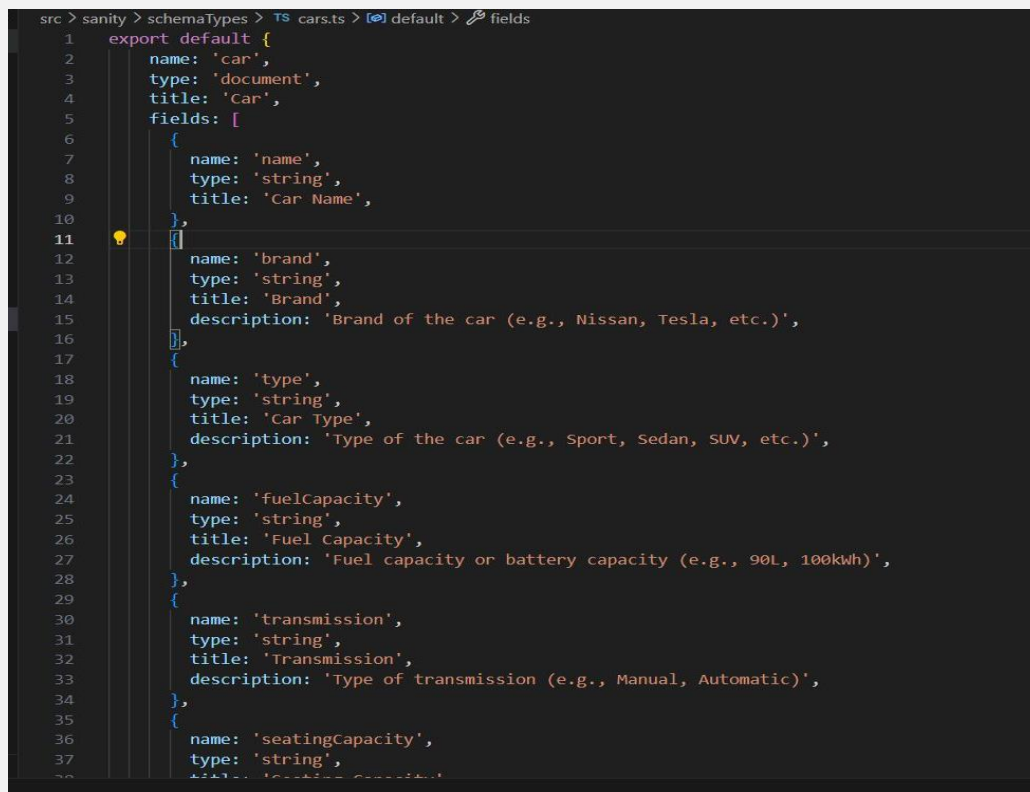 src > sanity > schemaTypes > TS cars.ts > default > fields
1 export default {
2 name: 'car',
3 type: 'document',
4 title: 'Car',
5 fields: [
6 {
7 name: 'name',
8 type: 'string',
9 title: 'Car Name',
10 },
11 {
12 name: 'brand',
13 type: 'string',
14 title: 'Brand',
15 description: 'Brand of the car (e.g., Nissan, Tesla, etc.)',
16 },
17 {
18 name: 'type',
19 type: 'string',
20 title: 'Car Type',
21 description: 'Type of the car (e.g., Sport, Sedan, SUV, etc.)',
22 },
23 {
24 name: 'fuelCapacity',
25 type: 'string',
26 title: 'Fuel Capacity',
27 description: 'Fuel capacity or battery capacity (e.g., 90L, 100kWh)',
28 },
29 {
30 name: 'transmission',
31 type: 'string',
32 title: 'Transmission',
33 description: 'Type of transmission (e.g., Manual, Automatic)',
34 },
35 {
36 name: 'seatingCapacity',
37 type: 'string',